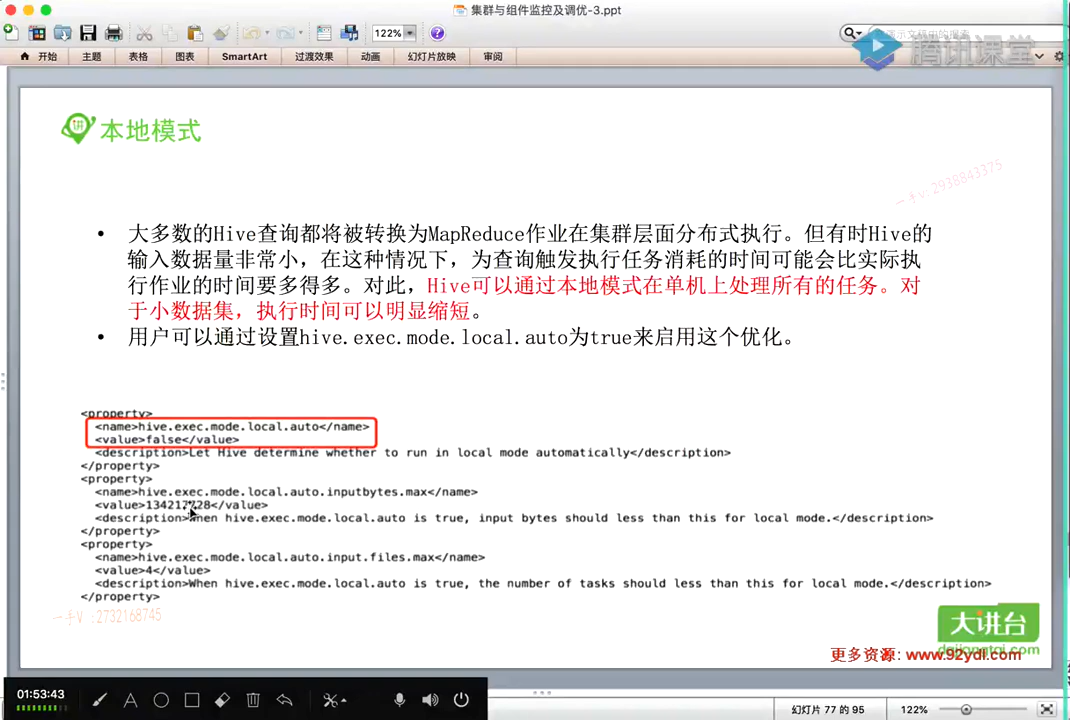 集群与组件监控及调优-3.ppt
122%
腾讯课堂
开始 主题 表格 图表 SmartArt 过渡效果 动画 幻灯片放映 审阅
讲 本地模式
一手v:2938843375
• 大多数的Hive查询都将被转换为MapReduce作业在集群层面分布式执行。但有时Hive的
输入数据量非常小，在这种情况下，为查询触发执行任务消耗的时间可能会比实际执
行作业的时间要多得多。对此，Hive可以通过本地模式在单机上处理所有的任务。对
于小数据集，执行时间可以明显缩短。
• 用户可以通过设置hive.exec.mode.local.auto为true来启用这个优化。
<property>
<name>hive.exec.mode.local.auto</name>
<value>false</value>
<description>Let Hive determine whether to run in local mode automatically</description>
</property>
<property>
<name>hive.exec.mode.local.auto.inputbytes.max</name>
<value>134217728</value>
<description>When hive.exec.mode.local.auto is true, input bytes should less than this for local mode.</description>
</property>
<property>
<name>hive.exec.mode.local.auto.input.files.max</name>
<value>4</value>
<description>When hive.exec.mode.local.auto is true, the number of tasks should less than this for local mode.</description>
</property>
一手V :2732168745
大讲台
dajiangtai.com
更多资源: www.92ydl.com
01:53:43
幻灯片 77 的 95 122%